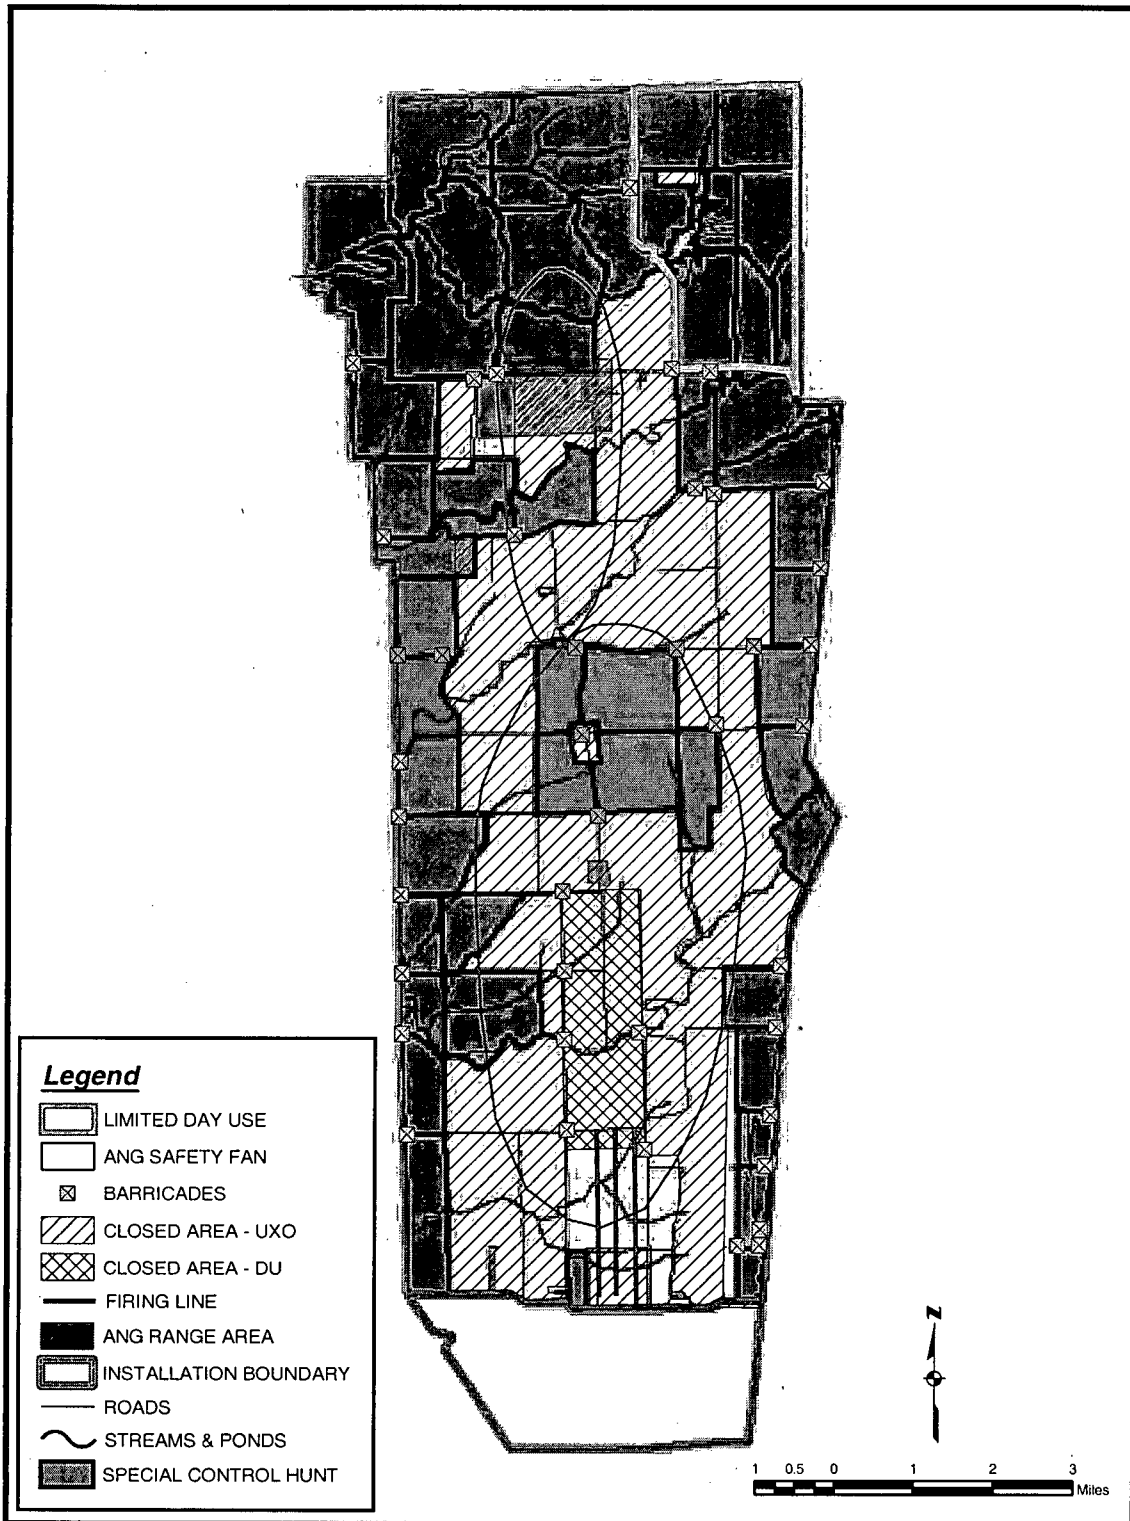 Legend
LIMITED DAY USE
ANG SAFETY FAN
BARRICADES
CLOSED AREA - UXO
CLOSED AREA - DU
FIRING LINE
ANG RANGE AREA
INSTALLATION BOUNDARY
ROADS
STREAMS & PONDS
SPECIAL CONTROL HUNT
N
1 0.5 0 1 2 3
Miles